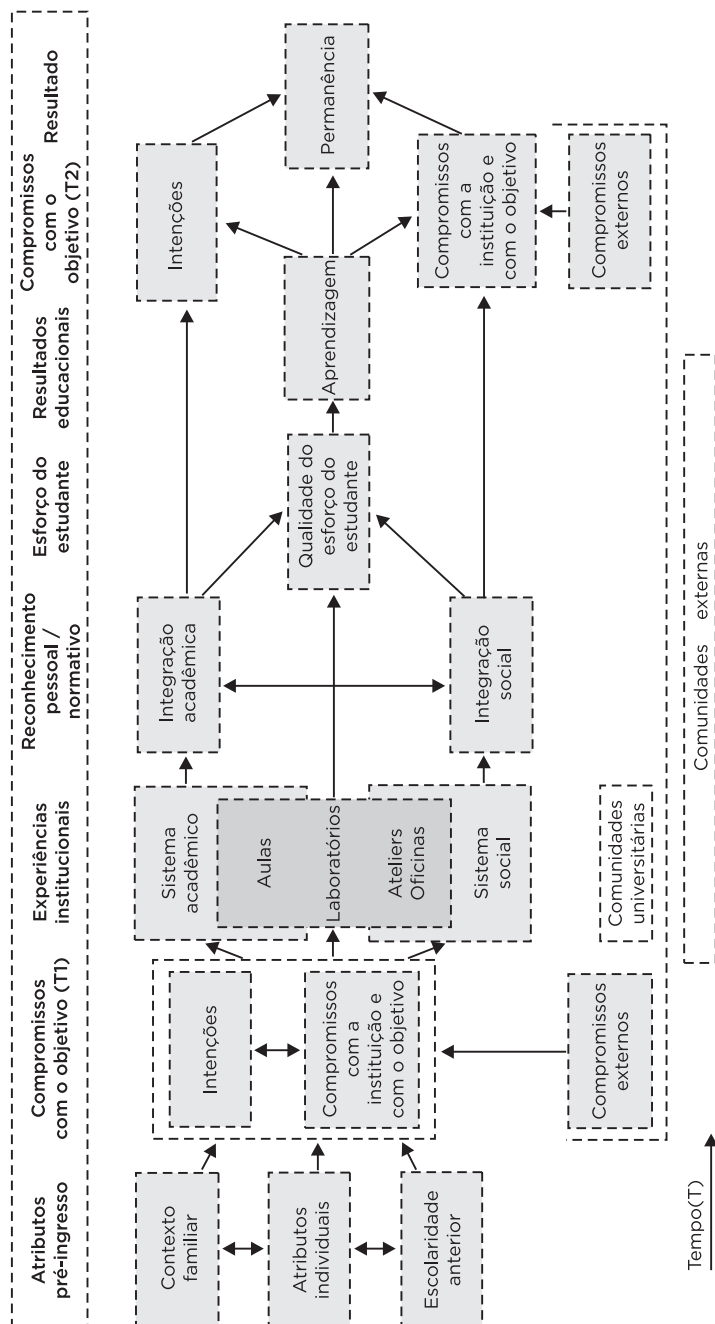 Atributos
pré-ingresso
Compromissos
com o objetivo (T1)
Experiências
institucionais
Reconhecimento
pessoal /
normativo
Esforço do
estudante
Resultados
educacionais
Compromissos
com o
objetivo (T2)
Resultado
Contexto
familiar
Atributos
individuais
Escolaridade
anterior
Intenções
Compromissos
com a
instituição e
com o objetivo
Compromissos
externos
Sistema
acadêmico
Aulas
Laboratórios
Ateliers
Oficinas
Sistema
social
Comunidades
universitárias
Integração
acadêmica
Integração
social
Qualidade do
esforço do
estudante
Aprendizagem
Intenções
Compromissos
com a
instituição e
com o objetivo
Compromissos
externos
Permanência
Tempo(T)
Comunidades externas